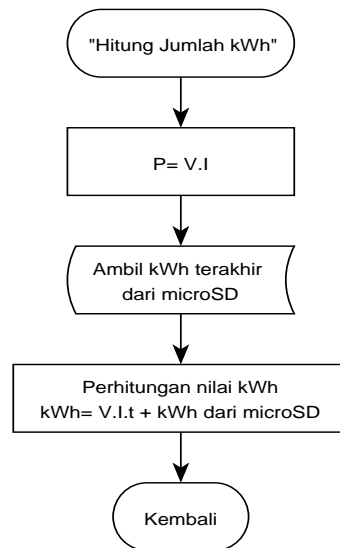 "Hitung Jumlah kWh"
P= V.I
Ambil kWh terakhir
dari microSD
Perhitungan nilai kWh
kWh= V.I.t + kWh dari microSD
Kembali